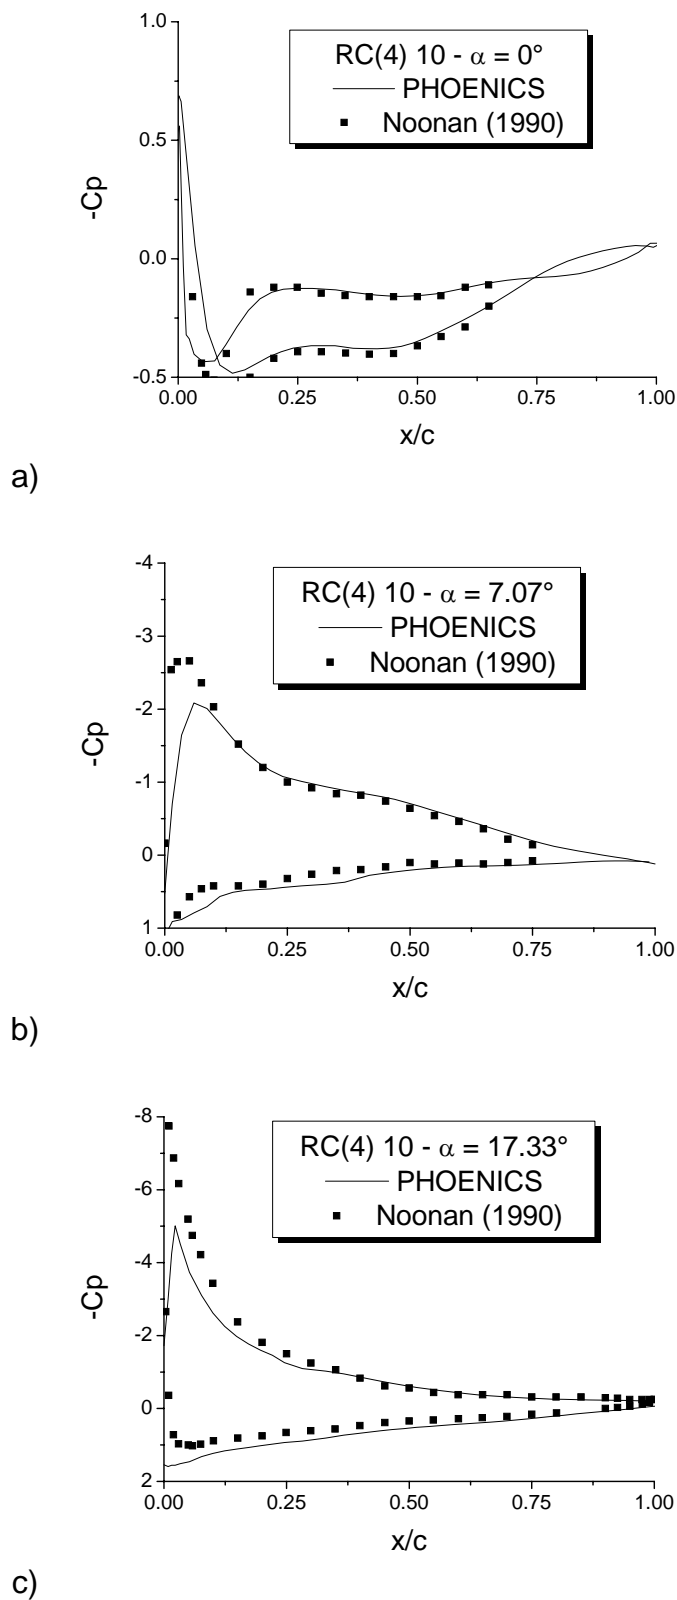 1.0
RC(4) 10 - α = 0°
PHOENICS
Noonan (1990)
0.5
-Cp
0.0
-0.5
0.00 0.25 0.50 0.75 1.00
x/c
a)
-4
RC(4) 10 - α = 7.07°
PHOENICS
Noonan (1990)
-3
-2
-Cp
-1
0
1
0.00 0.25 0.50 0.75 1.00
x/c
b)
-8
RC(4) 10 - α = 17.33°
PHOENICS
Noonan (1990)
-6
-4
-Cp
-2
0
2
0.00 0.25 0.50 0.75 1.00
x/c
c)